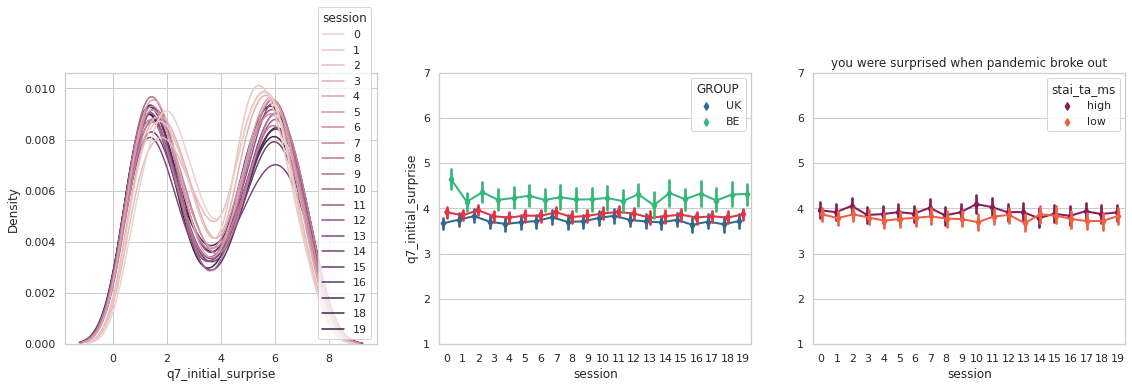 session
0
1
2
3
4
5
6
7
8
9
10
11
12
13
14
15
16
17
18
19
0.010
0.008
0.006
0.004
0.002
0.000
Density
0 2 4 6 8
q7_initial_surprise
GROUP
UK
BE
7
6
5
4
3
2
1
q7_initial_surprise
0 1 2 3 4 5 6 7 8 9 10 11 12 13 14 15 16 17 18 19
session
you were surprised when pandemic broke out
stai_ta_ms
high
low
7
6
5
4
3
2
1
0 1 2 3 4 5 6 7 8 9 10 11 12 13 14 15 16 17 18 19
session